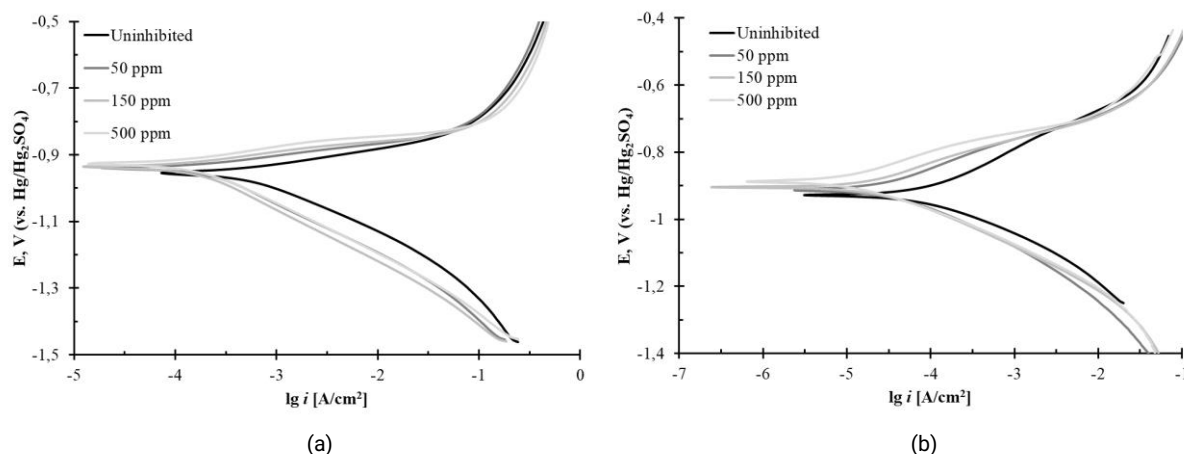 -0,5
-0,7
-0,9
-1,1
-1,3
-1,5
E, V (vs. Hg/Hg₂SO₄)
Uninhibited
50 ppm
150 ppm
500 ppm
-5 -4 -3 -2 -1 0
lg i [A/cm²]
(a)
-0,4
-0,6
-0,8
-1
-1,2
-1,4
E, V (vs. Hg/Hg₂SO₄)
Uninhibited
50 ppm
150 ppm
500 ppm
-7 -6 -5 -4 -3 -2 -1
lg i [A/cm²]
(b)